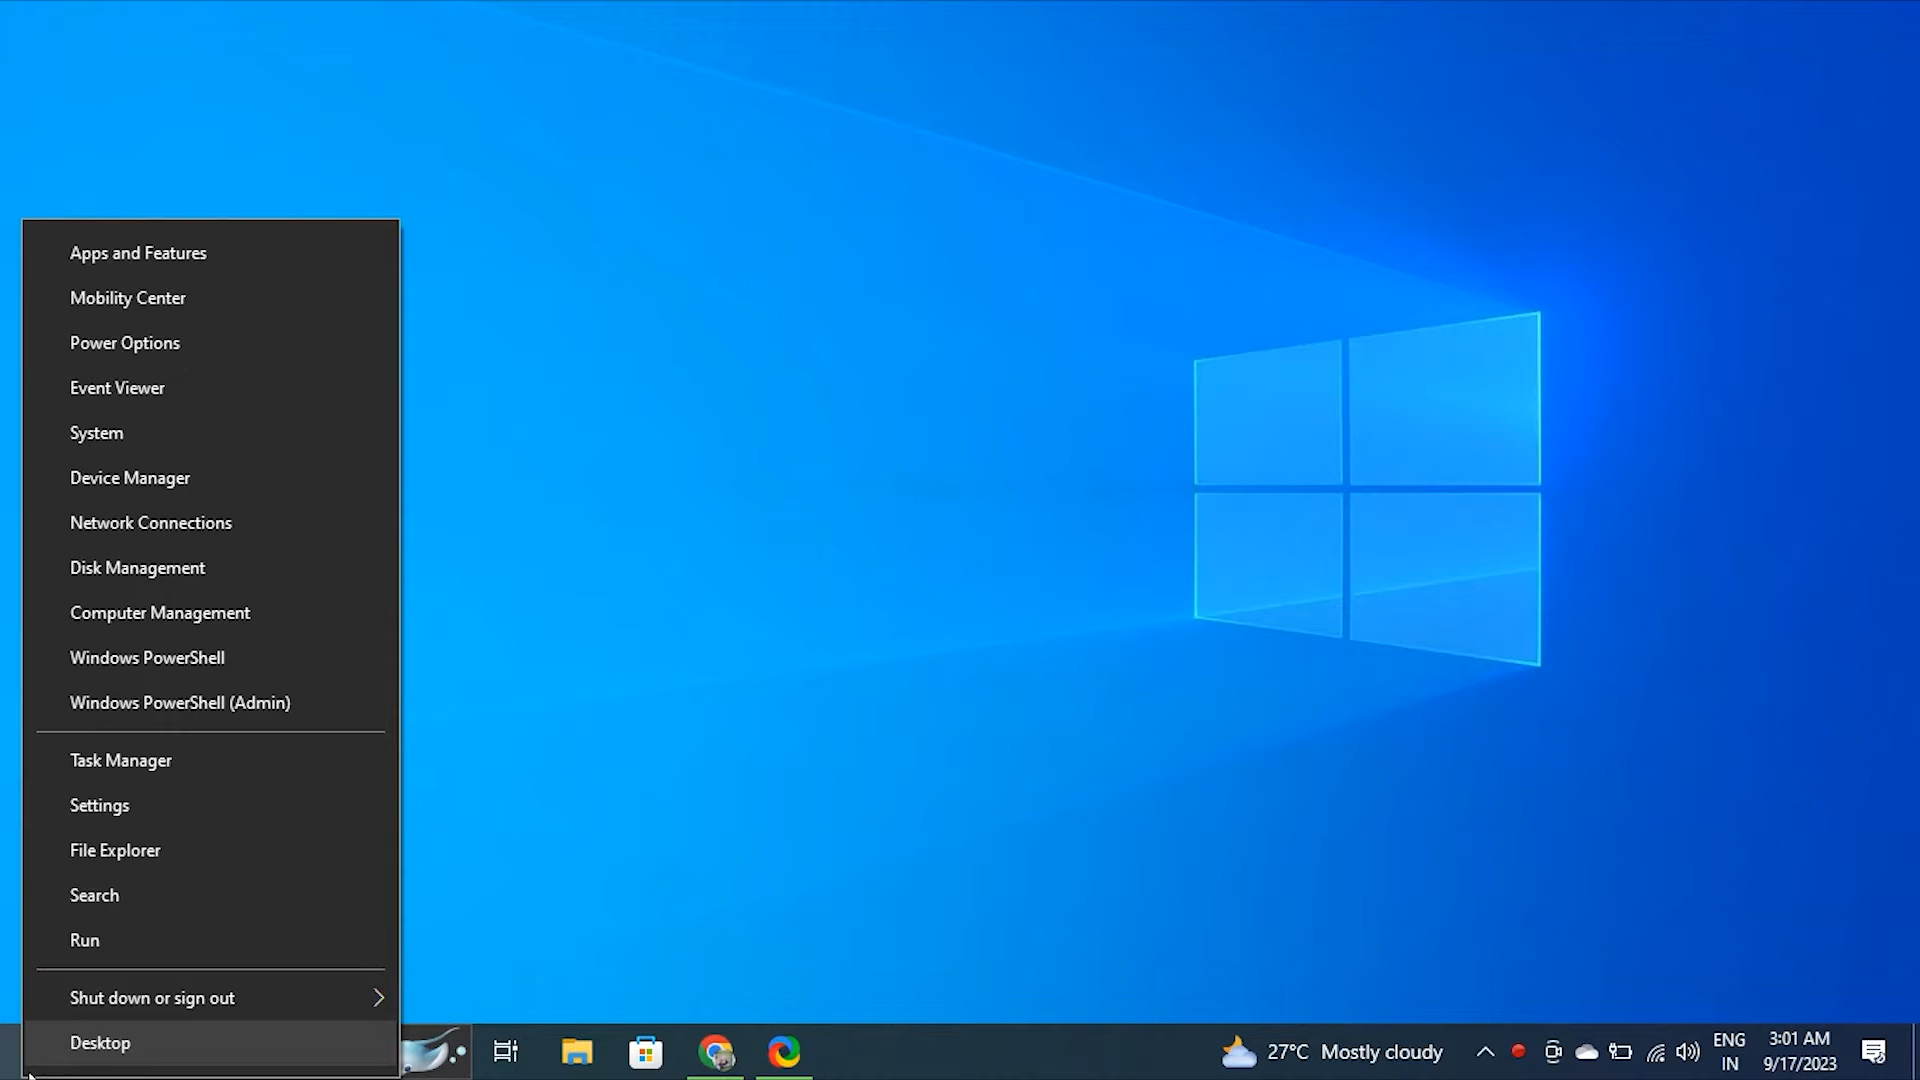 Apps and Features
Mobility Center
Power Options
Event Viewer
System
Device Manager
Network Connections
Disk Management
Computer Management
Windows PowerShell
Windows PowerShell (Admin)
Task Manager
Settings
File Explorer
Search
Run
Shut down or sign out
Desktop
27°C Mostly cloudy
ENG
IN
3:01 AM
9/17/2023